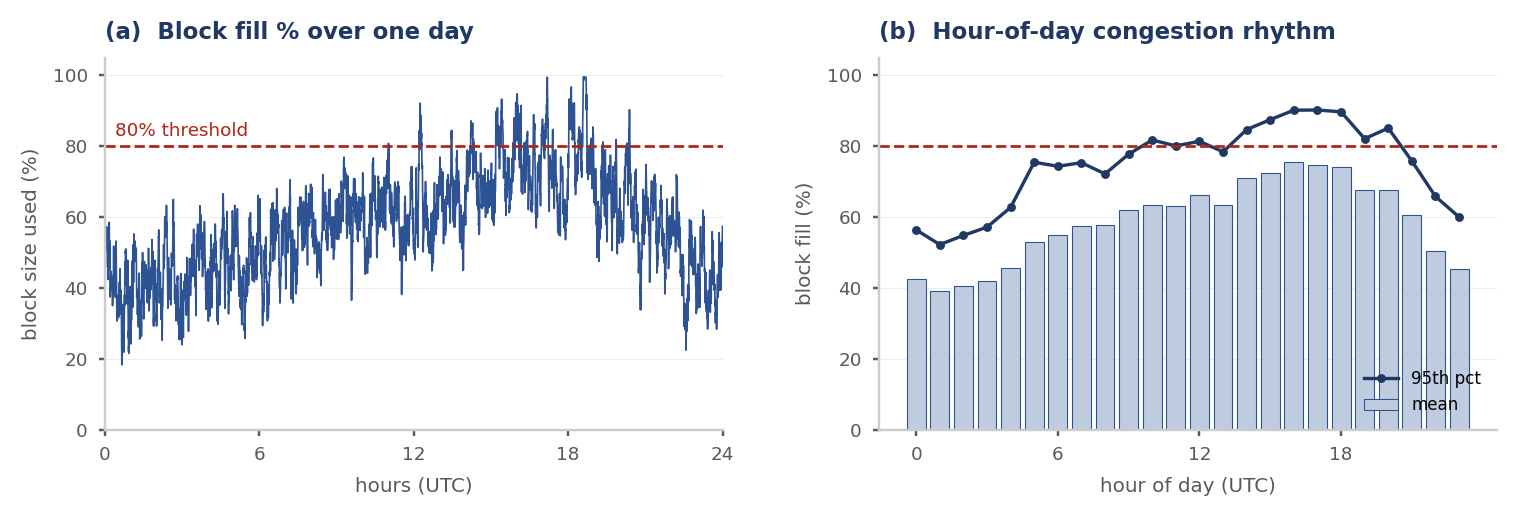 (a)  Block fill % over one day
100
80
60
40
20
0
80% threshold
block size used (%)
0 6 12 18 24
hours (UTC)
(b)  Hour-of-day congestion rhythm
100
80
60
40
20
0
block fill (%)
95th pct
mean
0 6 12 18
hour of day (UTC)